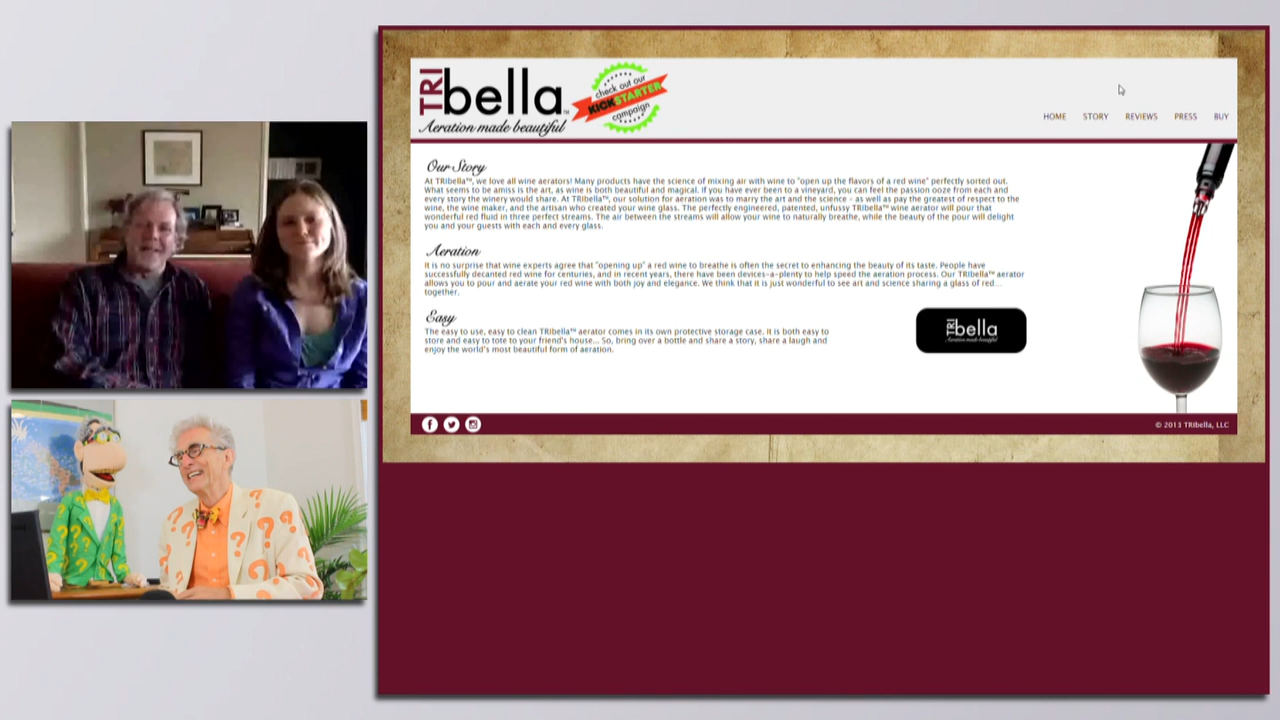 TRIbella™
Aeration made beautiful
check out our
KICKSTARTER
campaign
HOME STORY REVIEWS PRESS BUY
Our Story
At TRIbella™, we love all wine aerators! Many products have the science of mixing air with wine to "open up the flavors of a red wine" perfectly sorted out.
What seems to be amiss is the art, as wine is both beautiful and magical. If you have ever been to a vineyard, you can feel the passion ooze from each and
every story the winery would share. At TRIbella™, our solution for aeration was to marry the art and the science - as well as pay the greatest of respect to the
wine, the wine maker, and the artisan who created your wine glass. The perfectly engineered, patented, unfussy TRIbella™ wine aerator will pour that
wonderful red fluid in three perfect streams. The air between the streams will allow your wine to naturally breathe, while the beauty of the pour will delight
you and your guests with each and every glass.
Aeration
It is no surprise that wine experts agree that "opening up" a red wine to breathe is often the secret to enhancing the beauty of its taste. People have
successfully decanted red wine for centuries, and in recent years, there have been devices-a-plenty to help speed the aeration process. Our TRIbella™ aerator
allows you to pour and aerate your red wine with both joy and elegance. We think that it is just wonderful to see art and science sharing a glass of red...
together.
Easy
The easy to use, easy to clean TRIbella™ aerator comes in its own protective storage case. It is both easy to
store and easy to tote to your friend's house... So, bring over a bottle and share a story, share a laugh and
enjoy the world's most beautiful form of aeration.
TRIbella
Aeration made beautiful
© 2013 TRIbella, LLC